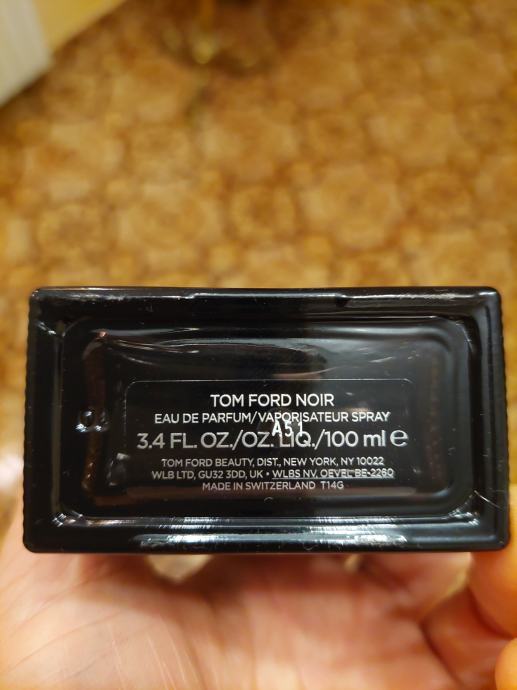 TOM FORD NOIR
EAU DE PARFUM/VAPORISATEUR SPRAY
A51
3.4 FL. OZ./OZ. LIQ./100 ml ℮
TOM FORD BEAUTY, DIST., NEW YORK, NY 10022
WLB LTD, GU32 3DD, UK • WLBS NV, OEVEL BE-2260
MADE IN SWITZERLAND T14G